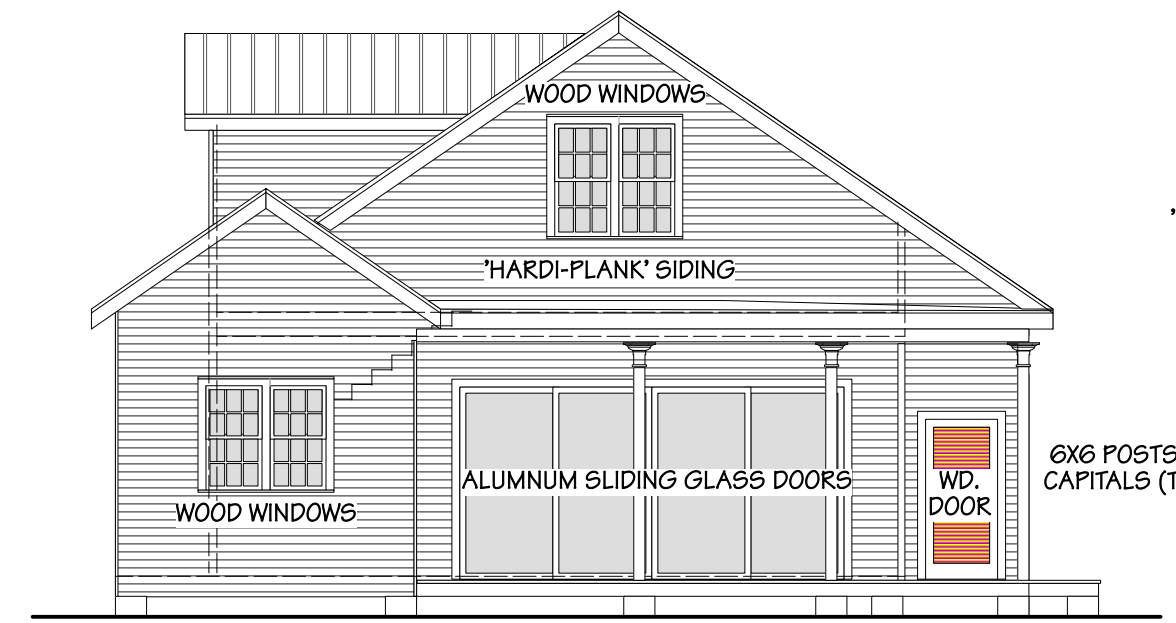 WOOD WINDOWS
'HARDI-PLANK' SIDING
6X6 POSTS
CAPITALS (T
ALUMNUM SLIDING GLASS DOORS
WD.
DOOR
WOOD WINDOWS